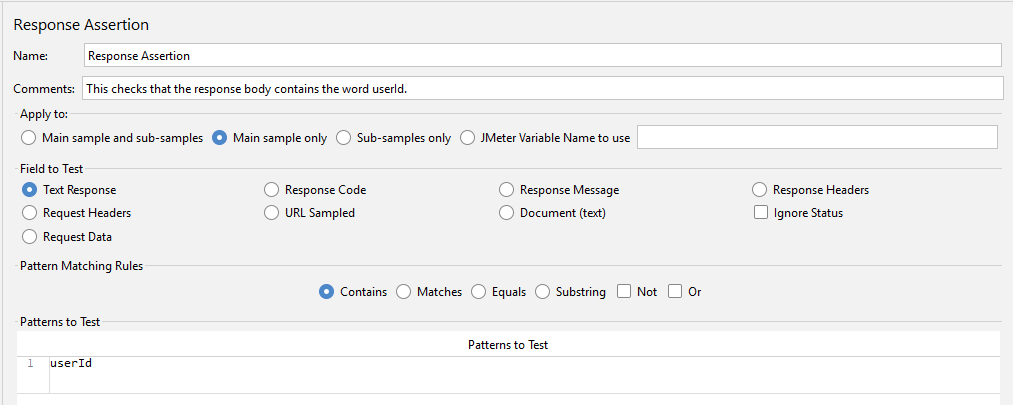 Response Assertion
Name: Response Assertion
Comments: This checks that the response body contains the word userId.
Apply to:
Main sample and sub-samples Main sample only Sub-samples only JMeter Variable Name to use
Field to Test
Text Response Response Code Response Message Response Headers
Request Headers URL Sampled Document (text) Ignore Status
Request Data
Pattern Matching Rules
Contains Matches Equals Substring Not Or
Patterns to Test
Patterns to Test
1 userId